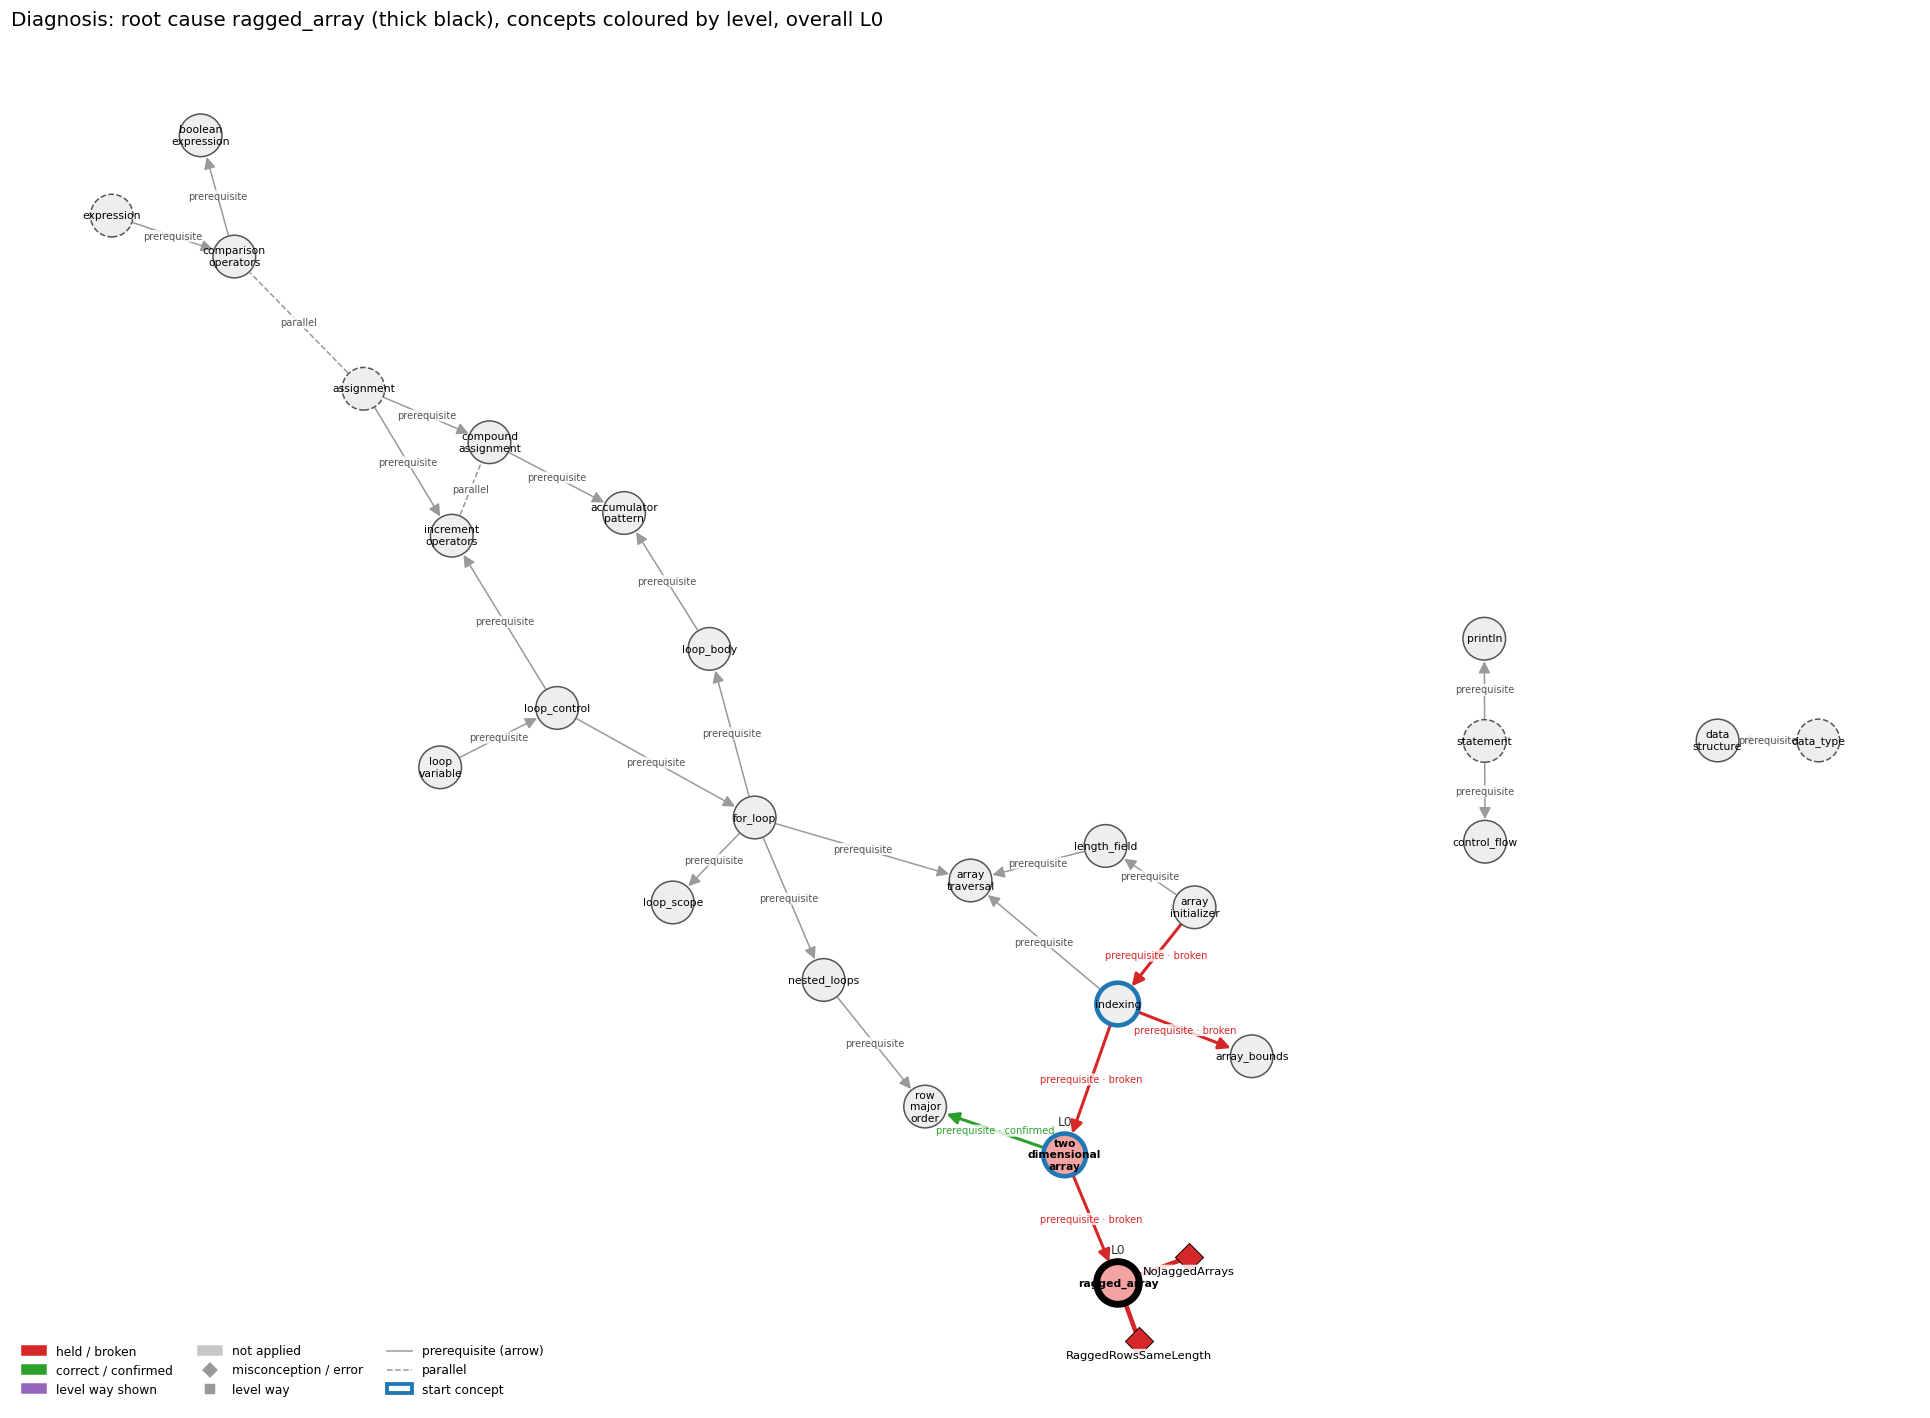 Diagnosis: root cause ragged_array (thick black), concepts coloured by level, overall L0
boolean
expression
prerequisite
expression
prerequisite
comparison
operators
parallel
assignment
prerequisite
compound
assignment
prerequisite
parallel
prerequisite
accumulator
pattern
increment
operators
prerequisite
prerequisite
loop_body
println
prerequisite
loop_control
prerequisite
prerequisite
loop
variable
prerequisite
statement
data
structure
prerequisite
data_type
prerequisite
control_flow
for_loop
prerequisite
prerequisite
length_field
prerequisite
prerequisite
array
traversal
prerequisite
loop_scope
array
initializer
prerequisite
prerequisite · broken
nested_loops
indexing
prerequisite · broken
prerequisite
array_bounds
prerequisite · broken
row
major
order
L0
prerequisite · confirmed
two
dimensional
array
prerequisite · broken
L0
NoJaggedArrays
ragged_array
RaggedRowsSameLength
held / broken
correct / confirmed
level way shown
not applied
misconception / error
level way
prerequisite (arrow)
parallel
start concept